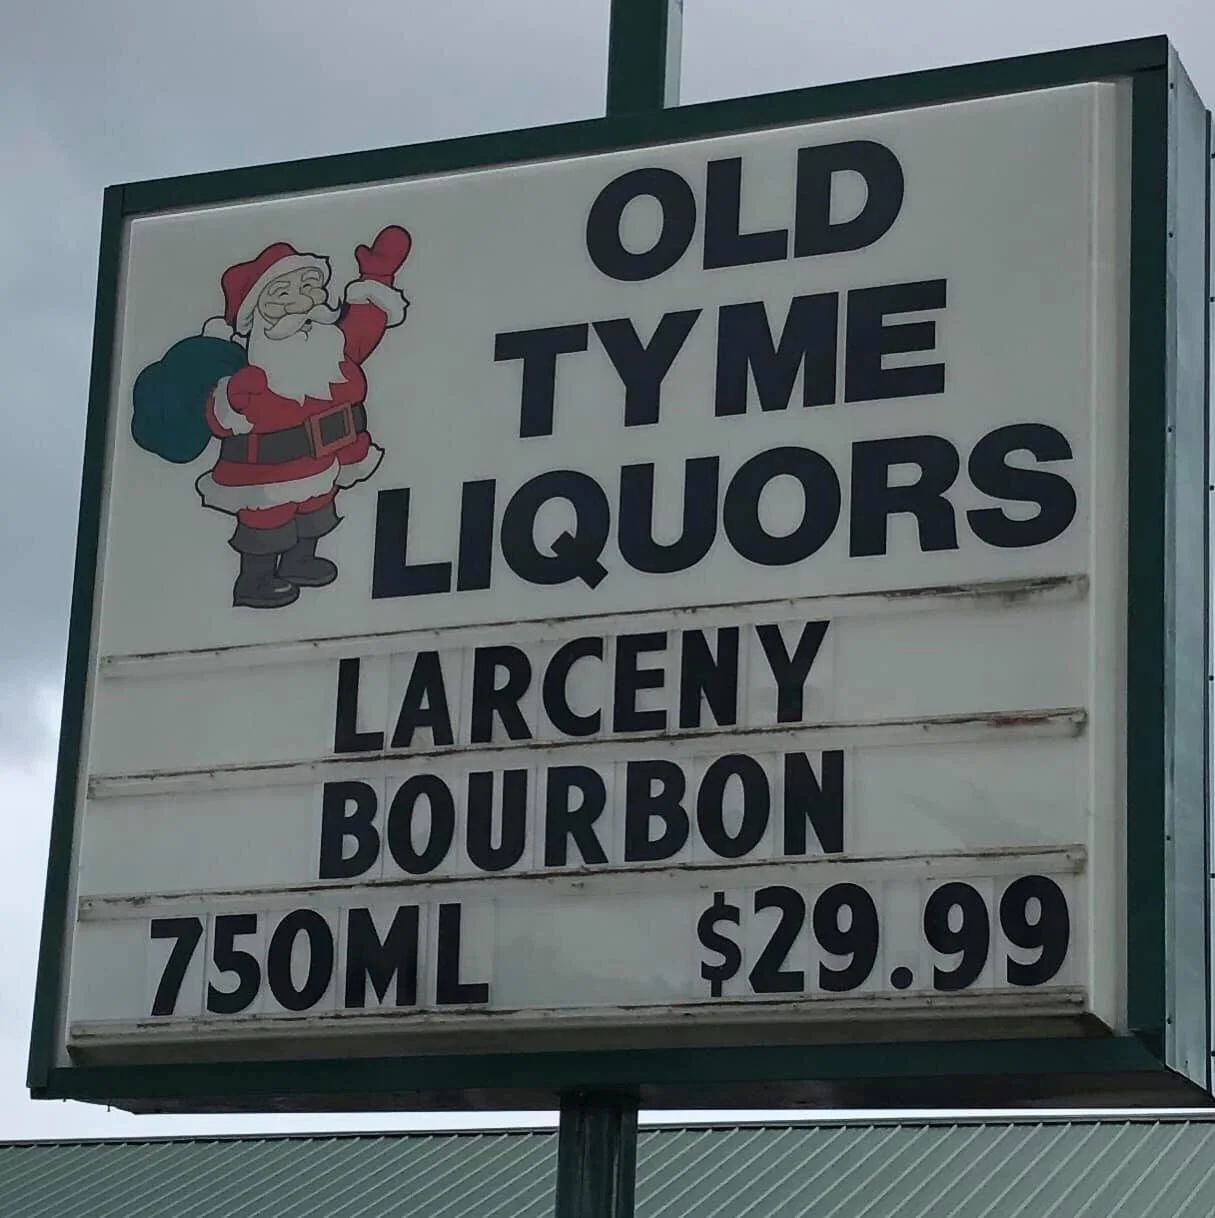 OLD
TYME
LIQUORS
LARCENY
BOURBON
750ML $29.99